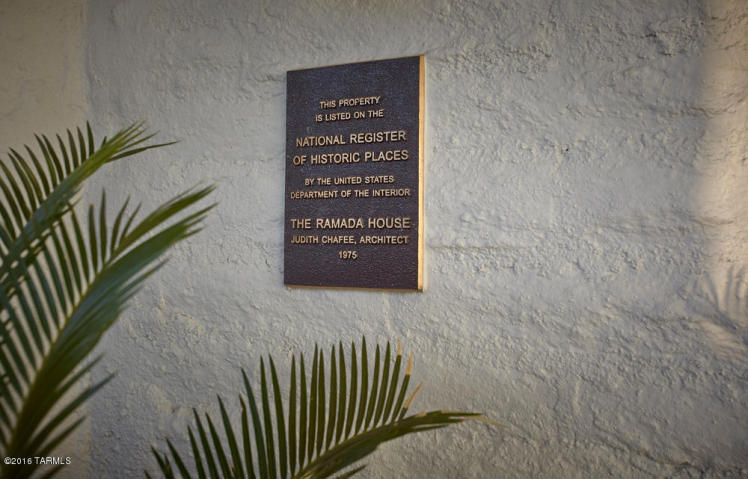 THIS PROPERTY
IS LISTED ON THE
NATIONAL REGISTER
OF HISTORIC PLACES
BY THE UNITED STATES
DEPARTMENT OF THE INTERIOR
THE RAMADA HOUSE
JUDITH CHAFEE, ARCHITECT
1975
©2016 TARMLS